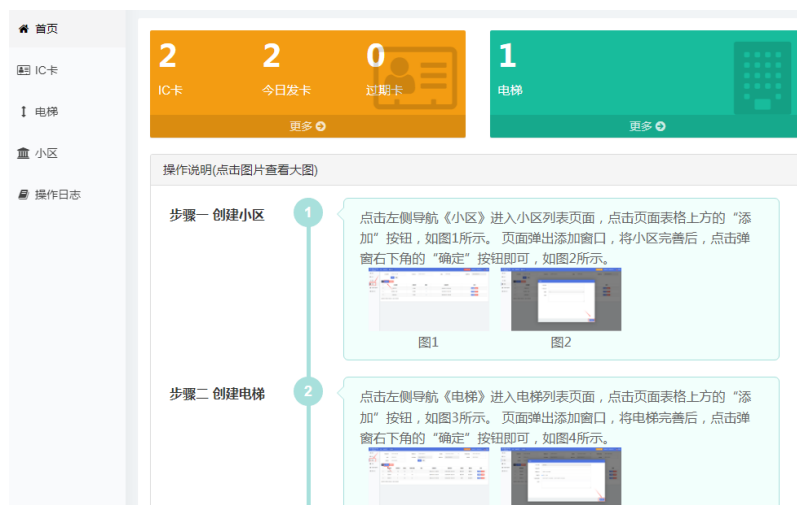 首页
IC卡
电梯
小区
操作日志
2
2
0
IC卡
今日发卡
过期卡
更多
1
电梯
更多
操作说明(点击图片查看大图)
步骤一 创建小区
1
点击左侧导航《小区》进入小区列表页面，点击页面表格上方的“添
加”按钮，如图1所示。 页面弹出添加窗口，将小区完善后，点击弹
窗右下角的“确定”按钮即可，如图2所示。
图1
图2
步骤二 创建电梯
2
点击左侧导航《电梯》进入电梯列表页面，点击页面表格上方的“添
加”按钮，如图3所示。 页面弹出添加窗口，将电梯完善后，点击弹
窗右下角的“确定”按钮即可，如图4所示。